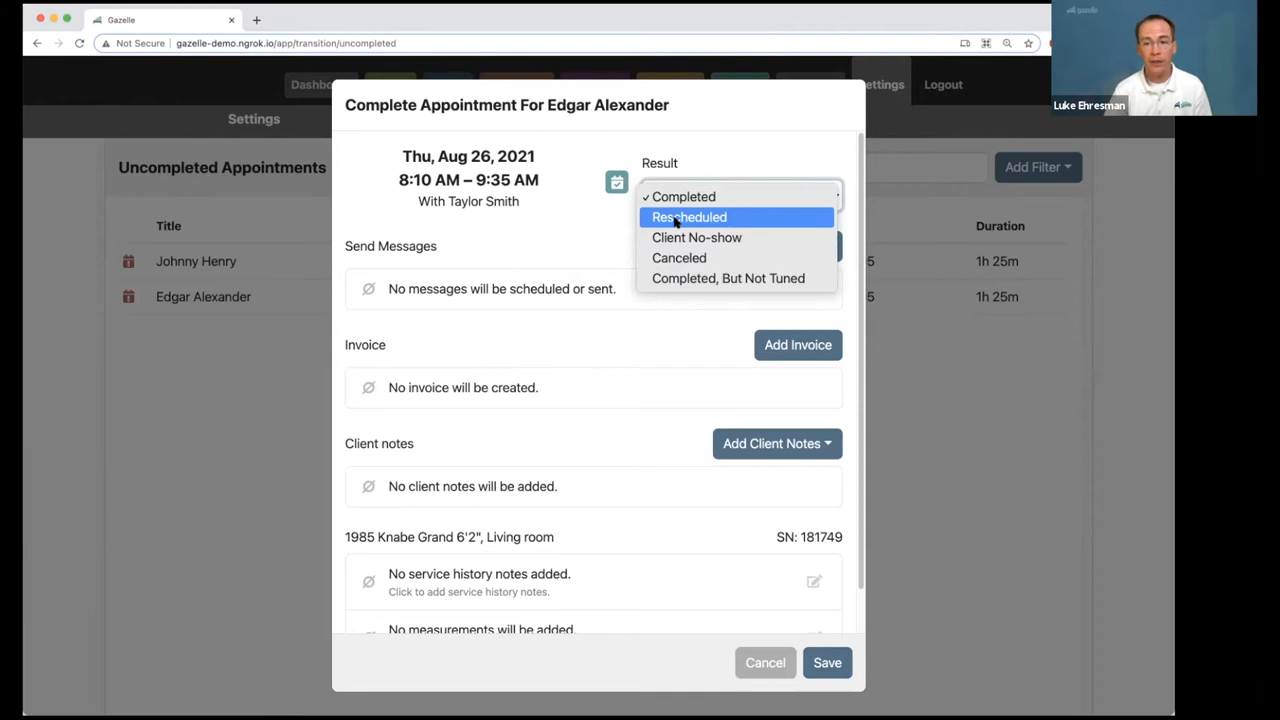 Gazelle
Not Secure
gazelle-demo.ngrok.io/app/transition/uncompleted
gazelle
Luke Ehresman
Logout
Settings
Uncompleted Appointments
Add Filter
Title
Duration
Johnny Henry
1h 25m
Edgar Alexander
1h 25m
Complete Appointment For Edgar Alexander
Thu, Aug 26, 2021
8:10 AM – 9:35 AM
With Taylor Smith
Result
Completed
Rescheduled
Client No-show
Canceled
Completed, But Not Tuned
Send Messages
No messages will be scheduled or sent.
Invoice
Add Invoice
No invoice will be created.
Client notes
Add Client Notes
No client notes will be added.
1985 Knabe Grand 6'2", Living room
SN: 181749
No service history notes added.
Click to add service history notes.
No measurements will be added.
Cancel
Save